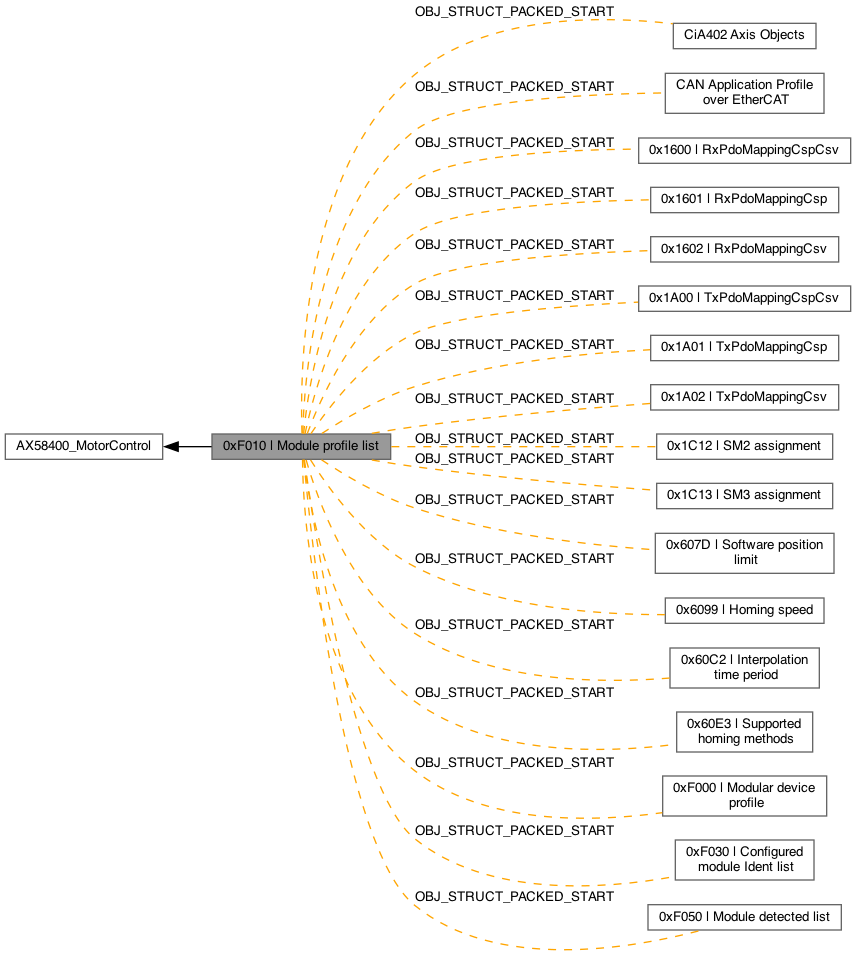 OBJ_STRUCT_PACKED_START
CiA402 Axis Objects
OBJ_STRUCT_PACKED_START
CAN Application Profile
over EtherCAT
OBJ_STRUCT_PACKED_START
0x1600 | RxPdoMappingCspCsv
OBJ_STRUCT_PACKED_START
0x1601 | RxPdoMappingCsp
OBJ_STRUCT_PACKED_START
0x1602 | RxPdoMappingCsv
OBJ_STRUCT_PACKED_START
0x1A00 | TxPdoMappingCspCsv
OBJ_STRUCT_PACKED_START
0x1A01 | TxPdoMappingCsp
OBJ_STRUCT_PACKED_START
0x1A02 | TxPdoMappingCsv
AX58400_MotorControl
0xF010 | Module profile list
OBJ_STRUCT_PACKED_START
0x1C12 | SM2 assignment
OBJ_STRUCT_PACKED_START
0x1C13 | SM3 assignment
OBJ_STRUCT_PACKED_START
0x607D | Software position
limit
OBJ_STRUCT_PACKED_START
0x6099 | Homing speed
OBJ_STRUCT_PACKED_START
0x60C2 | Interpolation
time period
OBJ_STRUCT_PACKED_START
0x60E3 | Supported
homing methods
OBJ_STRUCT_PACKED_START
0xF000 | Modular device
profile
OBJ_STRUCT_PACKED_START
0xF030 | Configured
module Ident list
OBJ_STRUCT_PACKED_START
0xF050 | Module detected list